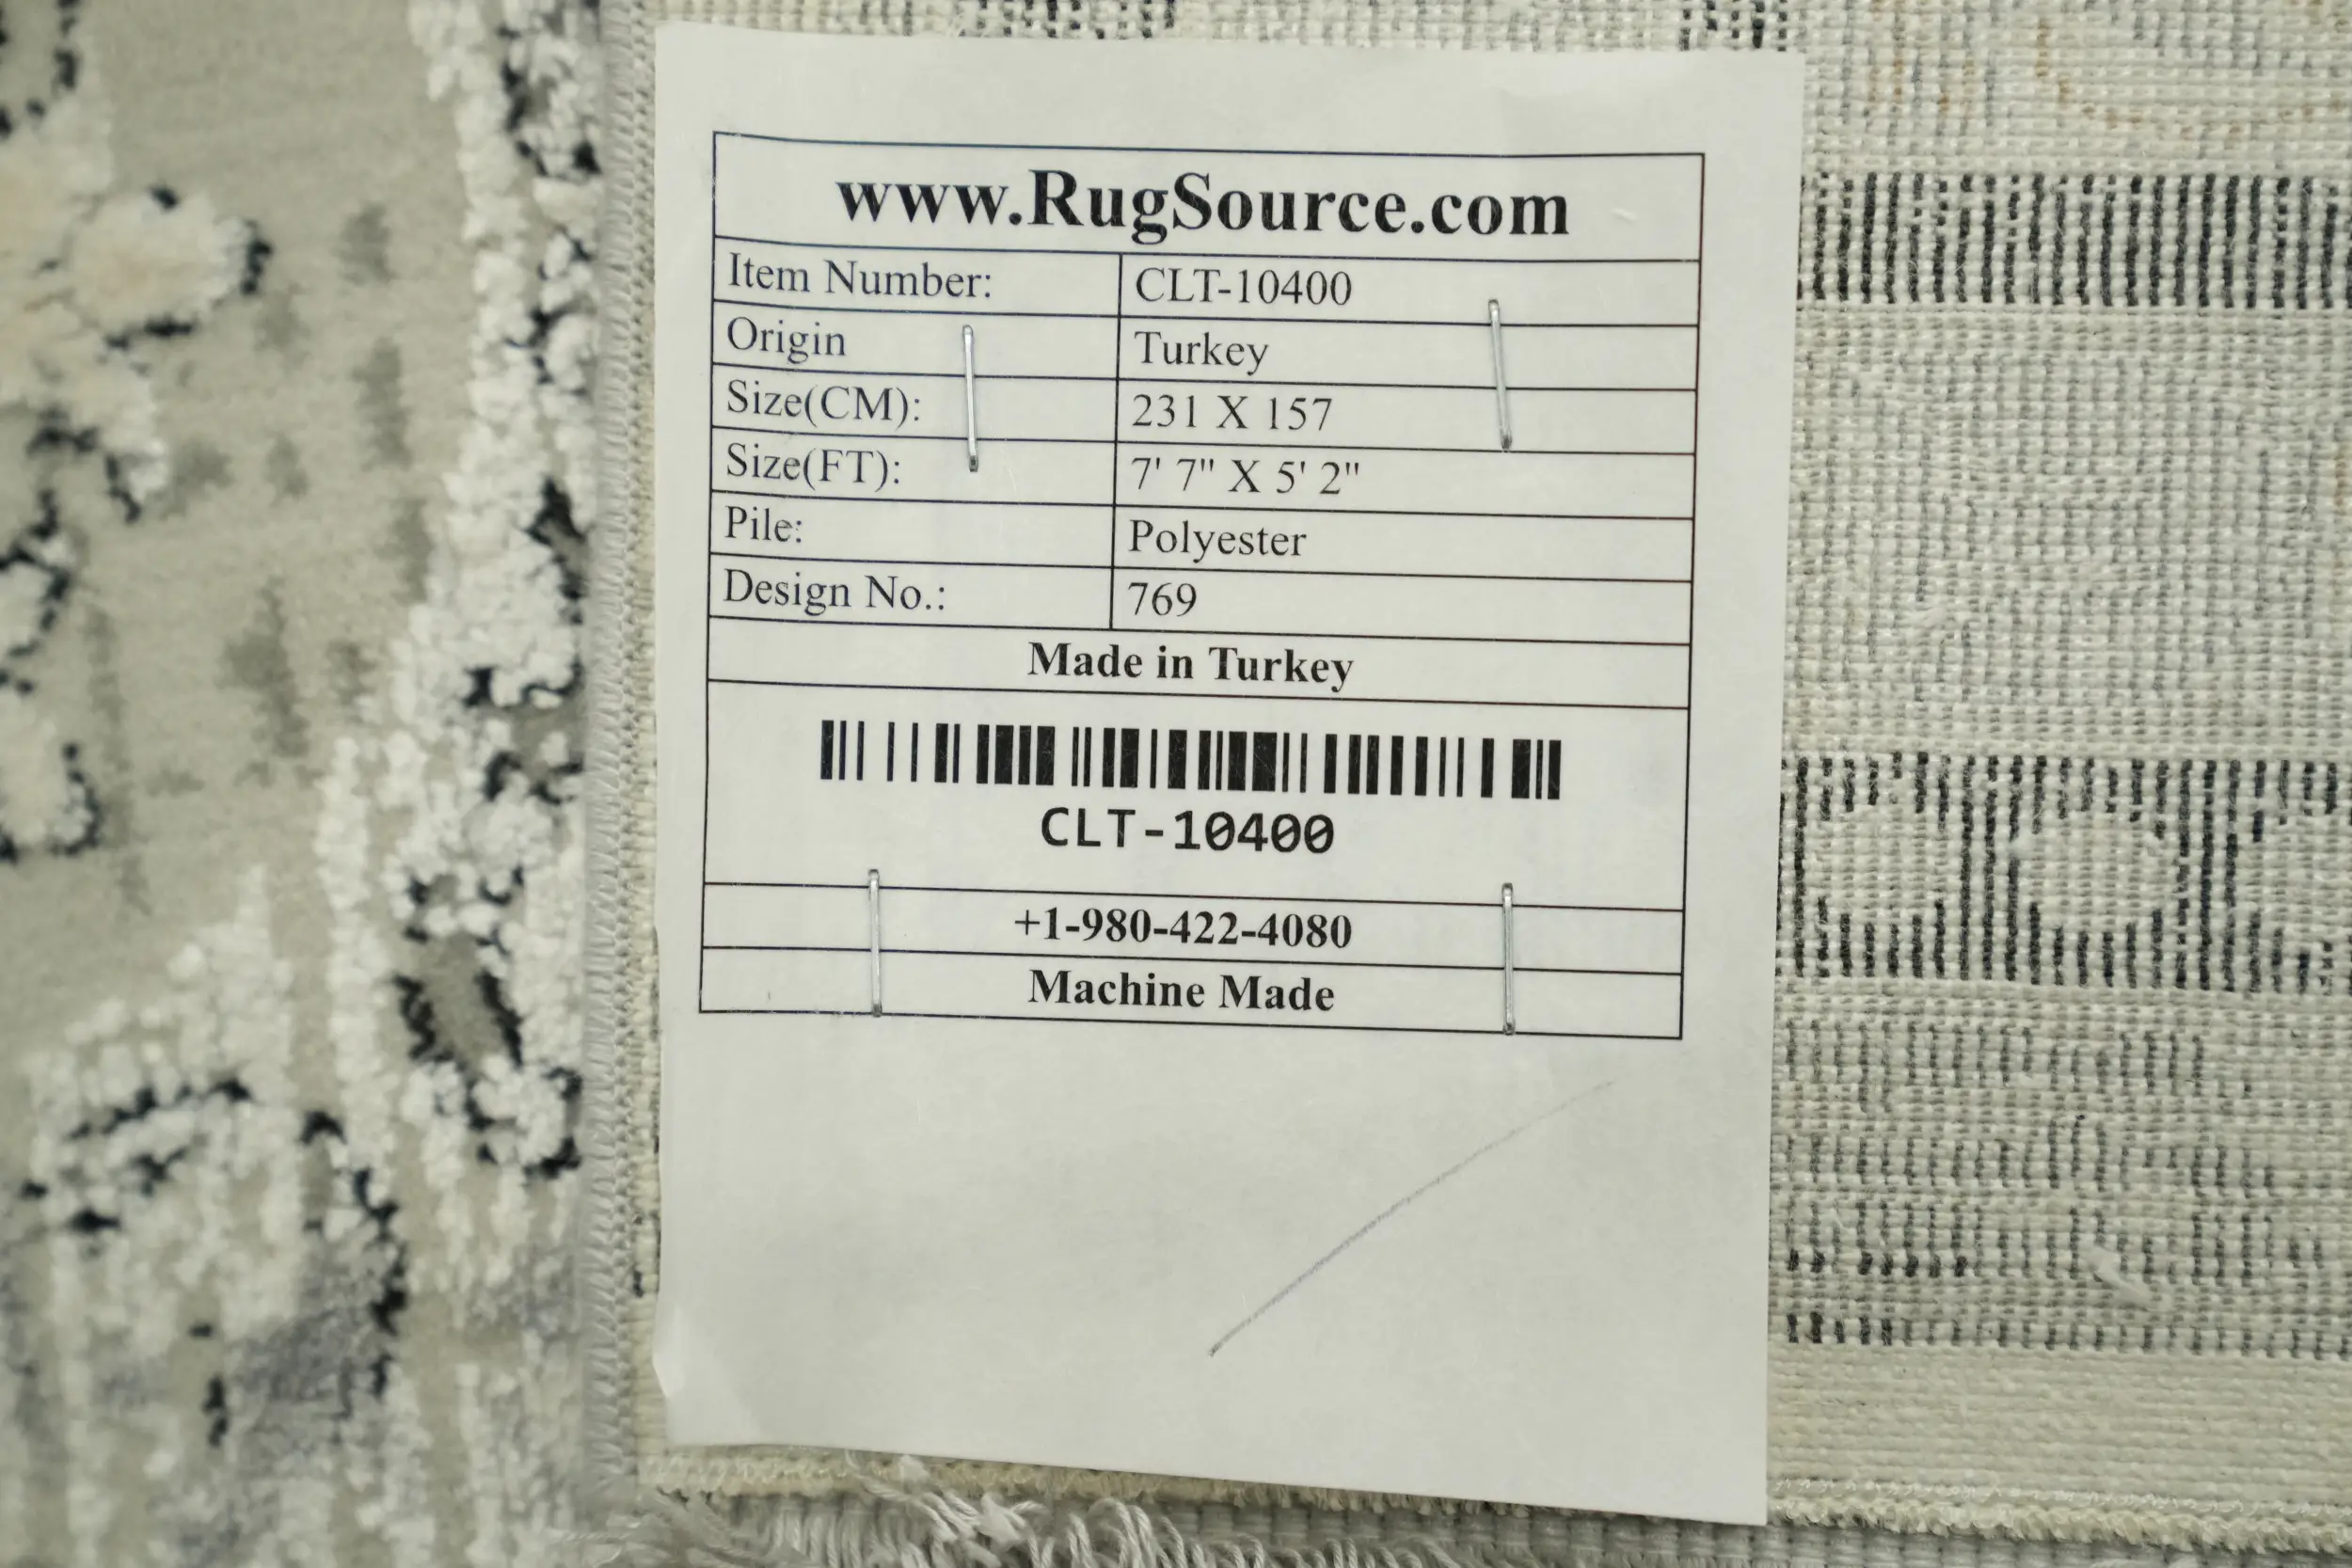 www.RugSource.com
Item Number: CLT-10400
Origin Turkey
Size(CM): 231 X 157
Size(FT): 7' 7" X 5' 2"
Pile: Polyester
Design No.: 769
Made in Turkey
CLT-10400
+1-980-422-4080
Machine Made